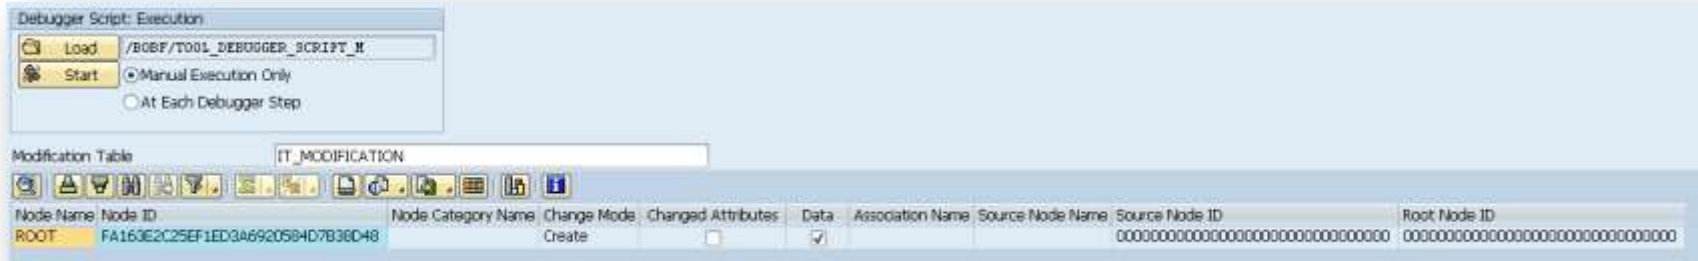 Debugger Script: Execution
Load /BOBF/TOOL_DEBUGGER_SCRIPT_M
Start Manual Execution Only
At Each Debugger Step
Modification Table IT_MODIFICATION
Node Name Node ID Node Category Name Change Mode Changed Attributes Data Association Name Source Node Name Source Node ID Root Node ID
ROOT FA163E2C25EF1ED3A6920584D7B38D48 Create 00000000000000000000000000000000 00000000000000000000000000000000